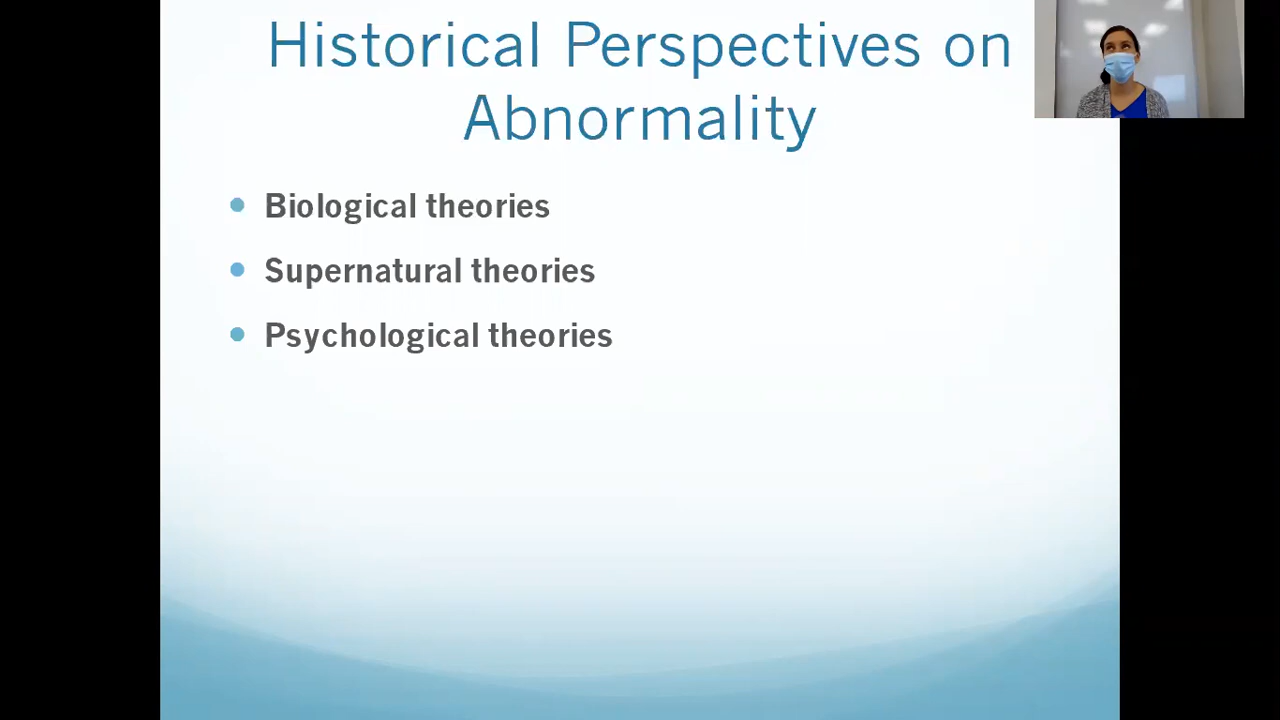 Historical Perspectives on
Abnormality
Biological theories
Supernatural theories
Psychological theories